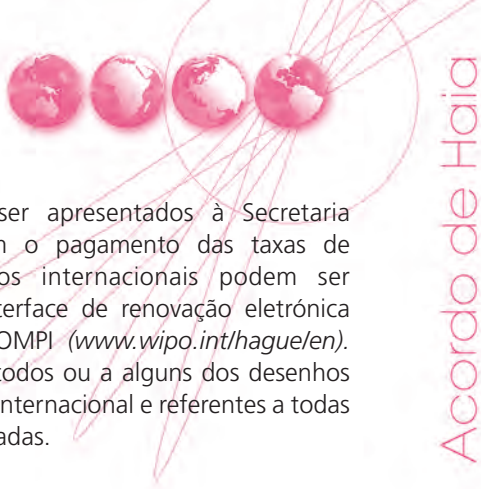 ser apresentados à Secretaria
o pagamento das taxas de
os internacionais podem ser
terface de renovação eletrónica
OMPI (www.wipo.int/hague/en).
todos ou a alguns dos desenhos
internacional e referentes a todas
adas.
Acordo de Haia